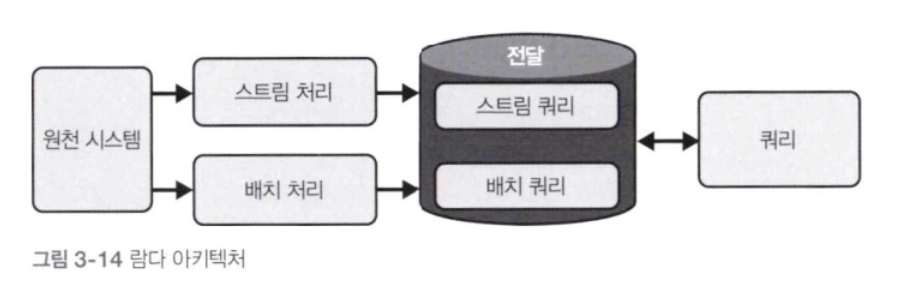 전달
스트림 처리
스트림 쿼리
원천 시스템
쿼리
배치 처리
배치 쿼리
그림 3-14 람다 아키텍처